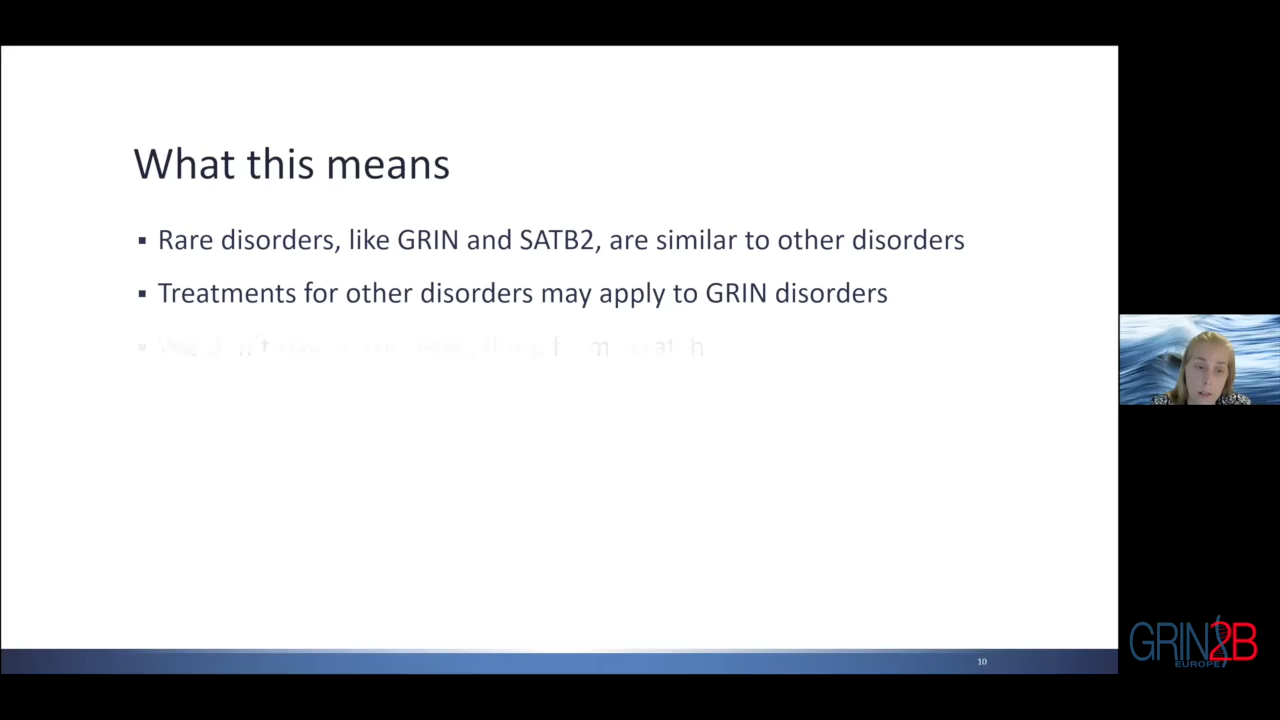 What this means
▪ Rare disorders, like GRIN and SATB2, are similar to other disorders
▪ Treatments for other disorders may apply to GRIN disorders
10
GRIN2B
EUROPE